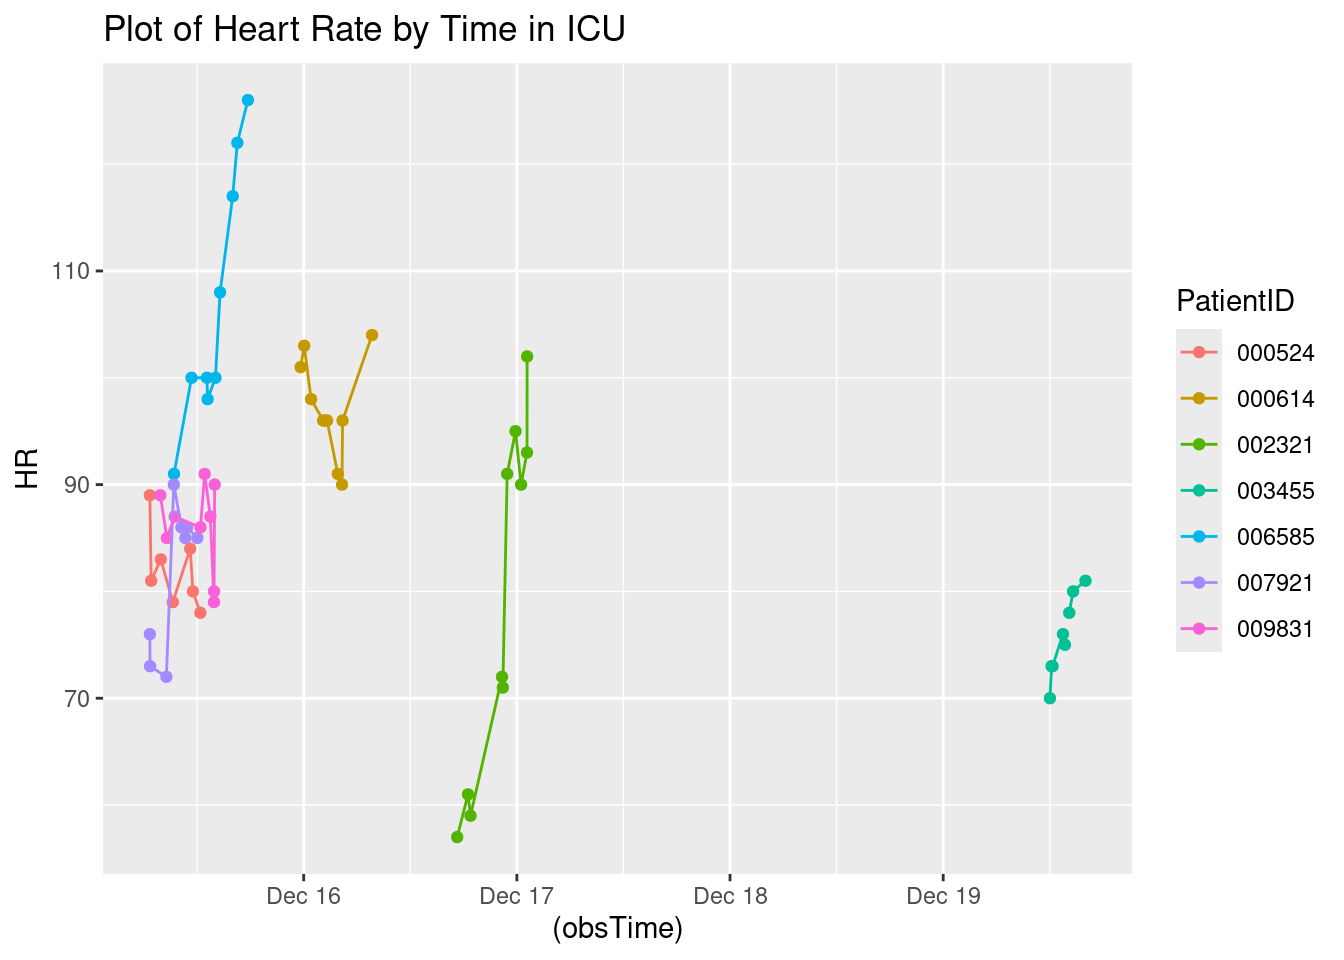 Plot of Heart Rate by Time in ICU
HR
110
90
70
Dec 16
Dec 17
Dec 18
Dec 19
(obsTime)
PatientID
000524
000614
002321
003455
006585
007921
009831